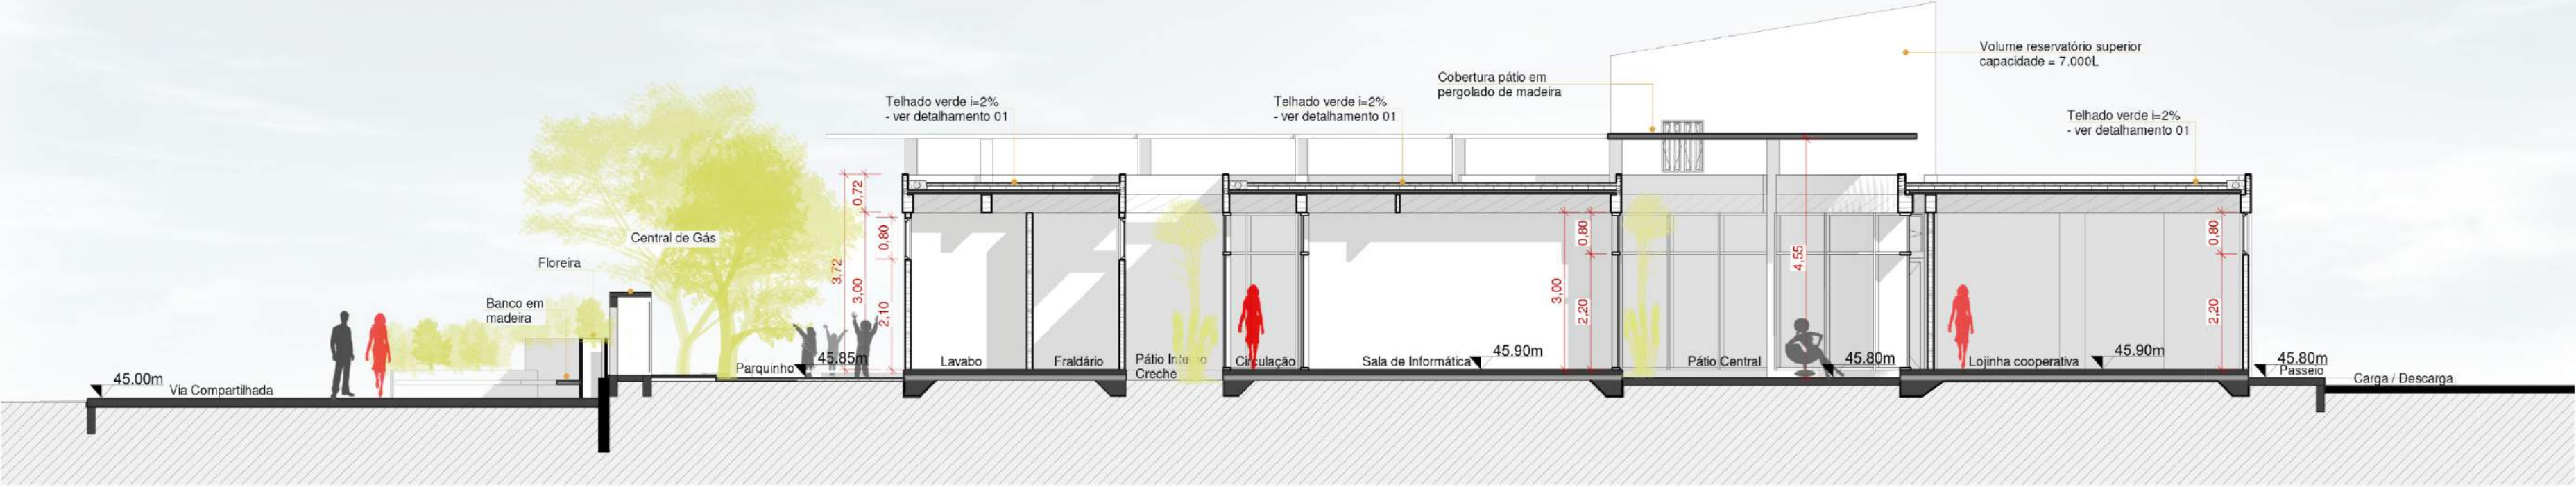 Volume reservatório superior
capacidade = 7.000L
Cobertura pátio em
pergolado de madeira
Telhado verde i=2%
- ver detalhamento 01
Telhado verde i=2%
- ver detalhamento 01
Telhado verde i=2%
- ver detalhamento 01
Central de Gás
Floreira
Banco em
madeira
0,72
0,80
3,72
3,00
2,10
0,80
3,00
2,20
4,55
0,80
2,20
45.00m
Via Compartilhada
Parquinho
45.85m
Lavabo
Fraldário
Pátio Interno
Creche
Circulação
Sala de Informática
45.90m
Pátio Central
45.80m
Lojinha cooperativa
45.90m
45.80m
Passeio
Carga / Descarga